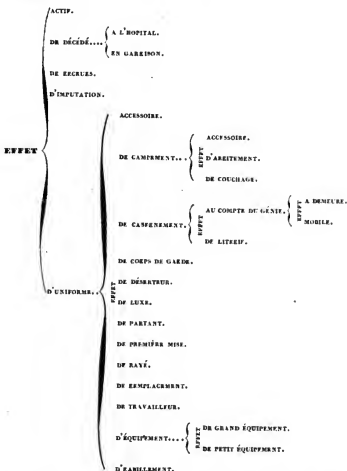 ACTIF.
DE DÉCÉDÉ....
A L'HOPITAL.
EN GARNISON.
DE RECRUES.
D'IMPUTATION.
EFFET
D'UNIFORME..
EFFET
ACCESSOIRE.
DE CAMPEMENT...
EFFET
ACCESSOIRE.
D'ABRITEMENT.
DE COUCHAGE.
DE CASERNEMENT.
EFFET
AU COMPTE DU GÉNIE.
EFFET
A DEMEURE.
MOBILE.
DE LITERIE.
DE CORPS DE GARDE.
DE DÉSERTEUR.
DE LUXE.
DE PARTANT.
DE PREMIÈRE MISE.
DE RAYÉ.
DE REMPLACEMENT.
DE TRAVAILLEUR.
D'ÉQUIPEMENT....
EFFET
DE GRAND ÉQUIPEMENT.
DE PETIT ÉQUIPEMENT.
D'HABILLEMENT.